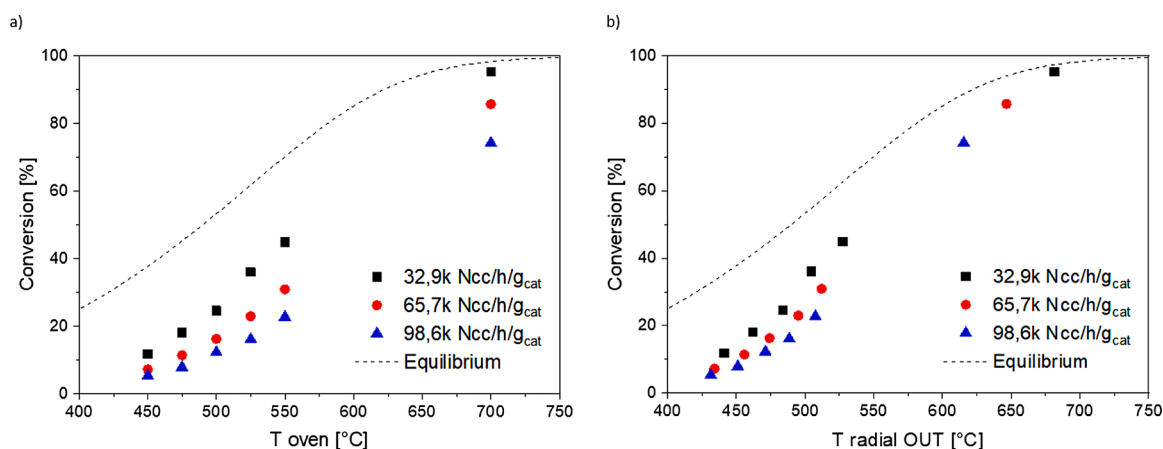 a)
100
80
60
40
20
0
Conversion [%]
32,9k Ncc/h/gcat
65,7k Ncc/h/gcat
98,6k Ncc/h/gcat
Equilibrium
400 450 500 550 600 650 700 750
T oven [°C]
b)
100
80
60
40
20
0
Conversion [%]
32,9k Ncc/h/gcat
65,7k Ncc/h/gcat
98,6k Ncc/h/gcat
Equilibrium
400 450 500 550 600 650 700 750
T radial OUT [°C]